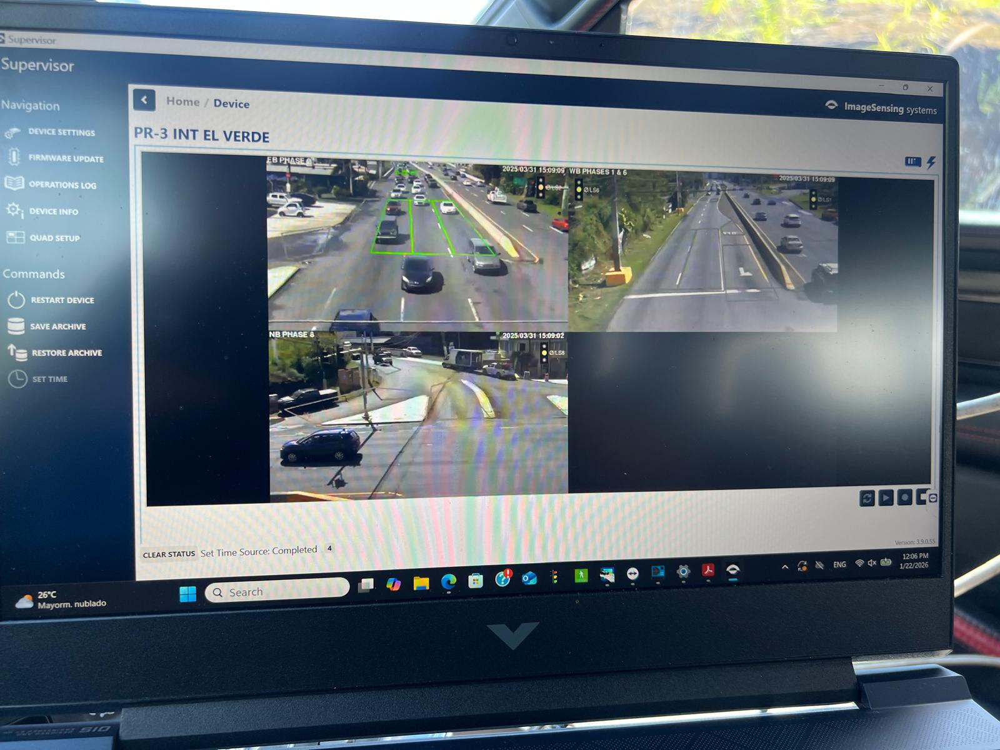 Supervisor
Supervisor
Navigation
DEVICE SETTINGS
FIRMWARE UPDATE
OPERATIONS LOG
DEVICE INFO
QUAD SETUP
Commands
RESTART DEVICE
SAVE ARCHIVE
RESTORE ARCHIVE
SET TIME
Home / Device
ImageSensing systems
PR-3 INT EL VERDE
EB PHASE
2025/03/31 15:09:09
WB PHASES 1 & 6
2025/03/31 15:09:09
Ø/LS2
Ø/LS6
Ø/LS1
NB PHASE 8
2025/03/31 15:09:02
Ø/LS8
Version: 3.9.0.55
CLEAR STATUS Set Time Source: Completed 4
26°C
Mayorm. nublado
Search
ENG
12:06 PM
1/22/2026